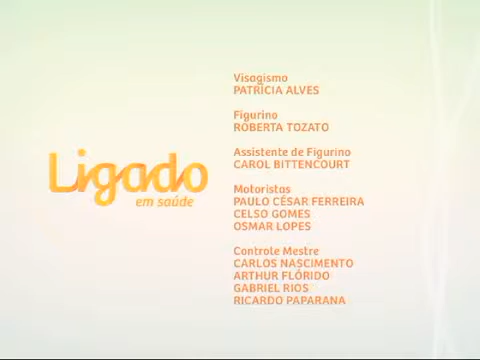 Ligado
em saúde
Visagismo
PATRÍCIA ALVES
Figurino
ROBERTA TOZATO
Assistente de Figurino
CAROL BITTENCOURT
Motoristas
PAULO CÉSAR FERREIRA
CELSO GOMES
OSMAR LOPES
Controle Mestre
CARLOS NASCIMENTO
ARTHUR FLÓRIDO
GABRIEL RIOS
RICARDO PAPARANA